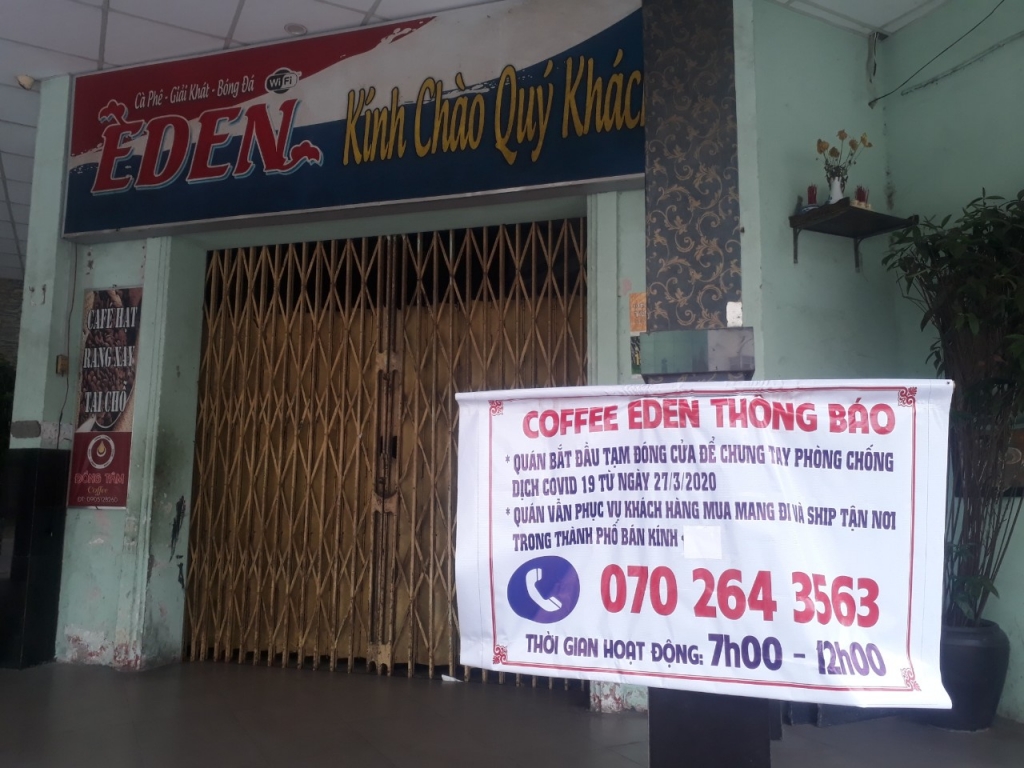 Cà Phê - Giải Khát - Bóng Đá
WiFi
EDEN
Kính Chào Quý Khác
CAFE HẠT
RANG XAY
TẠI CHỖ
Coffee
COFFEE EDEN THÔNG BÁO
* QUÁN BẮT ĐẦU TẠM ĐÓNG CỬA ĐỂ CHUNG TAY PHÒNG CHỐNG
DỊCH COVID 19 TỪ NGÀY 27/3/2020
* QUÁN VẪN PHỤC VỤ KHÁCH HÀNG MUA MANG ĐI VÀ SHIP TẬN NƠI
TRONG THÀNH PHỐ BÁN KÍNH
070 264 3563
THỜI GIAN HOẠT ĐỘNG: 7h00 - 12h00